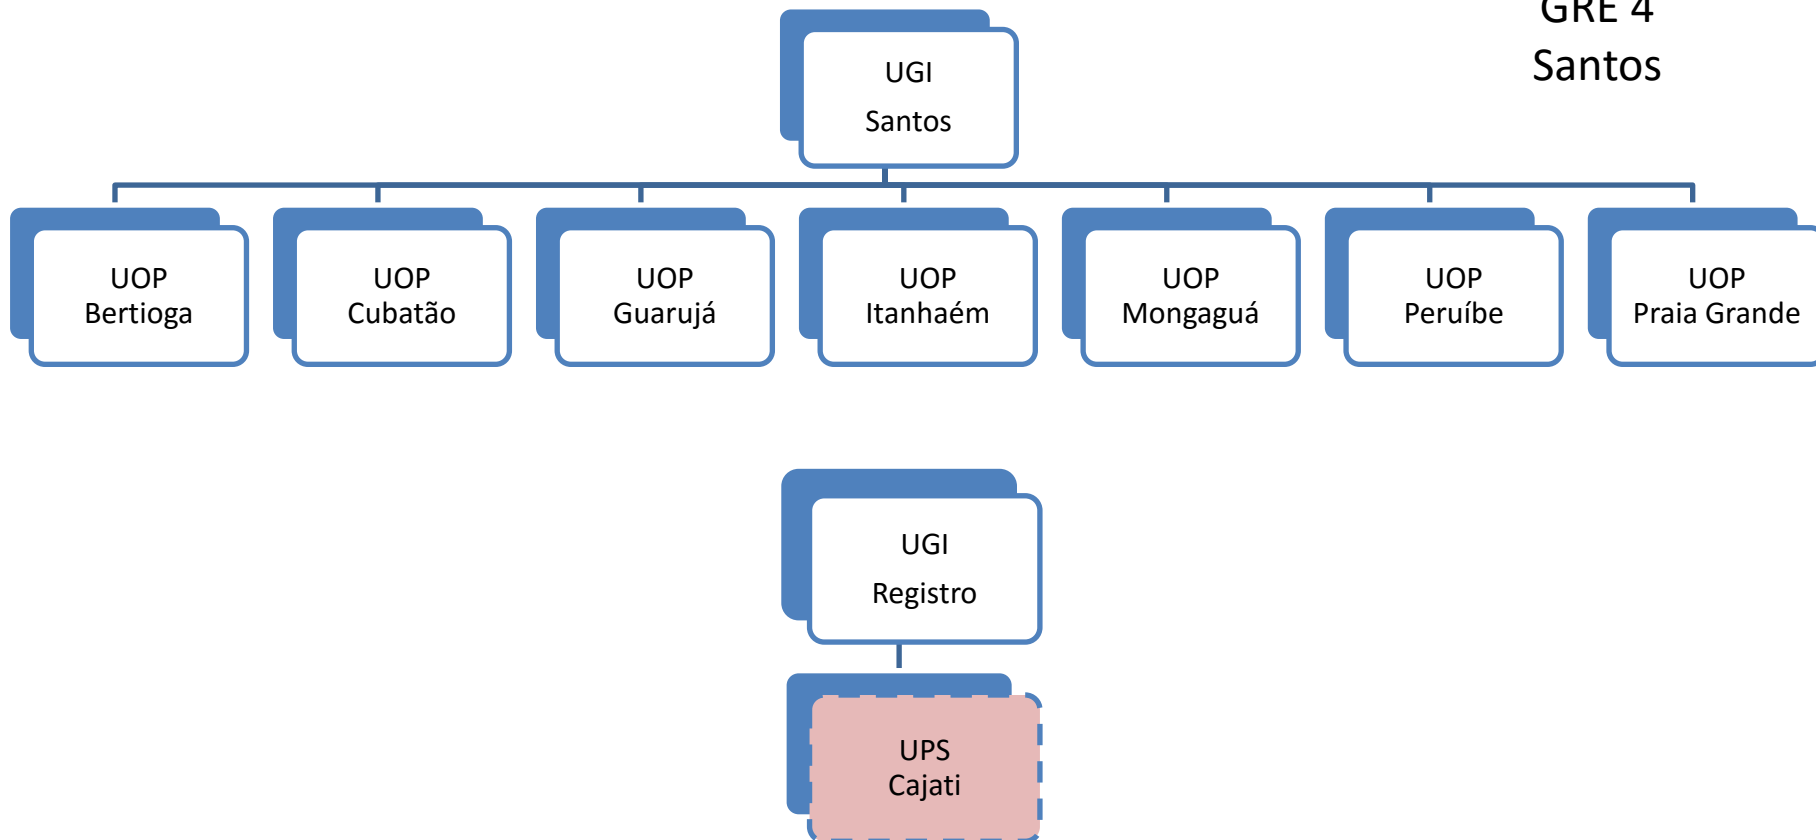 GRE 4
Santos
UGI
Santos
UOP
Bertioga
UOP
Cubatão
UOP
Guarujá
UOP
Itanhaém
UOP
Mongaguá
UOP
Peruíbe
UOP
Praia Grande
UGI
Registro
UPS
Cajati